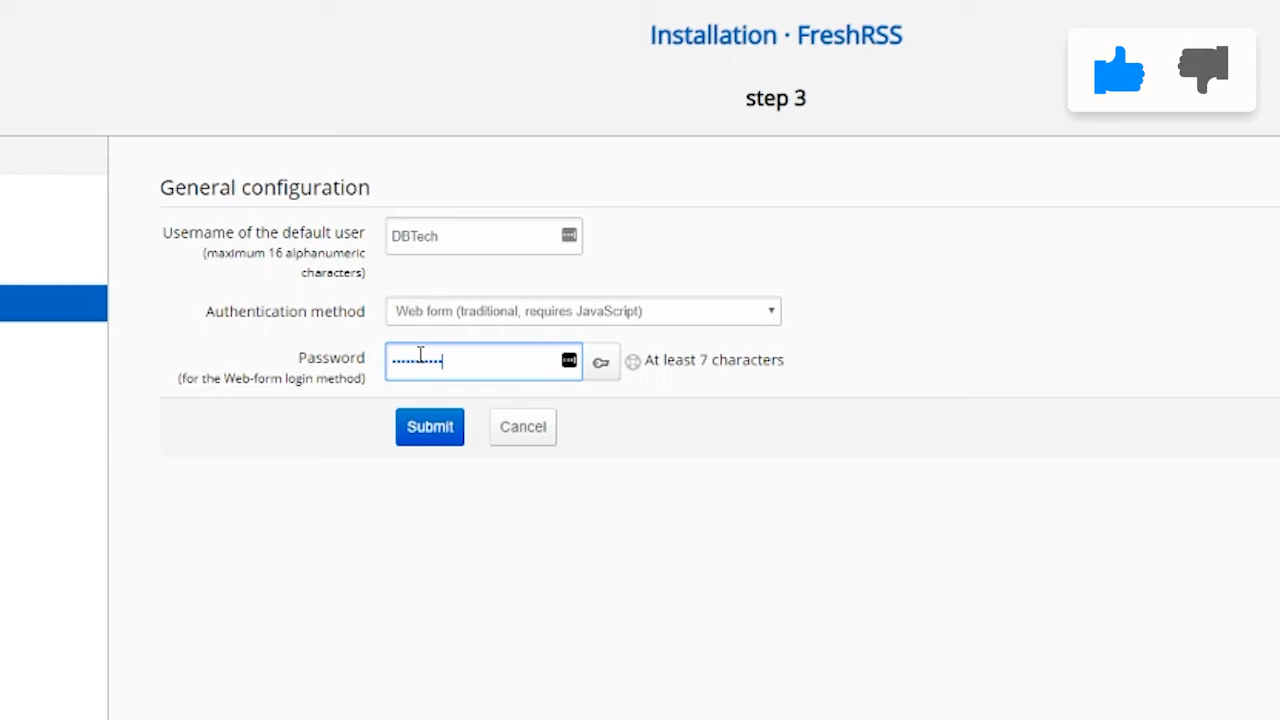 Installation · FreshRSS
step 3
General configuration
Username of the default user
(maximum 16 alphanumeric
characters)
DBTech
Authentication method
Web form (traditional, requires JavaScript)
Password
(for the Web-form login method)
At least 7 characters
Submit
Cancel